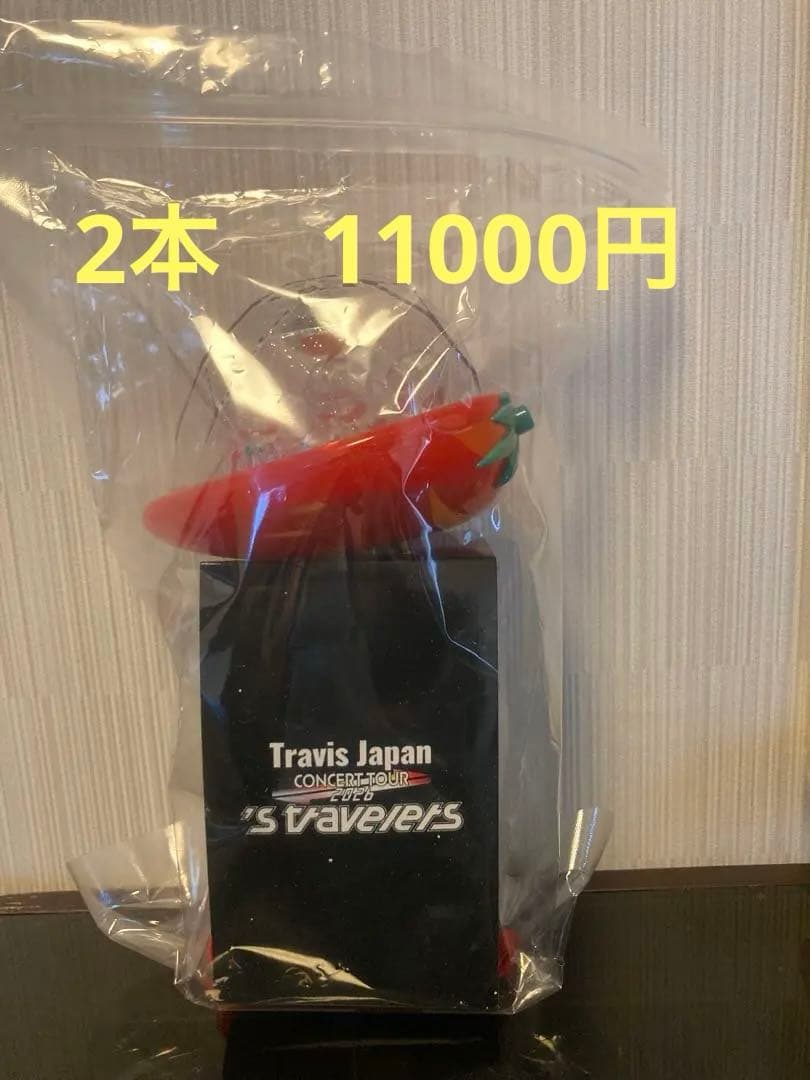 2本　11000円
Travis Japan
CONCERT TOUR
2026
's travelers